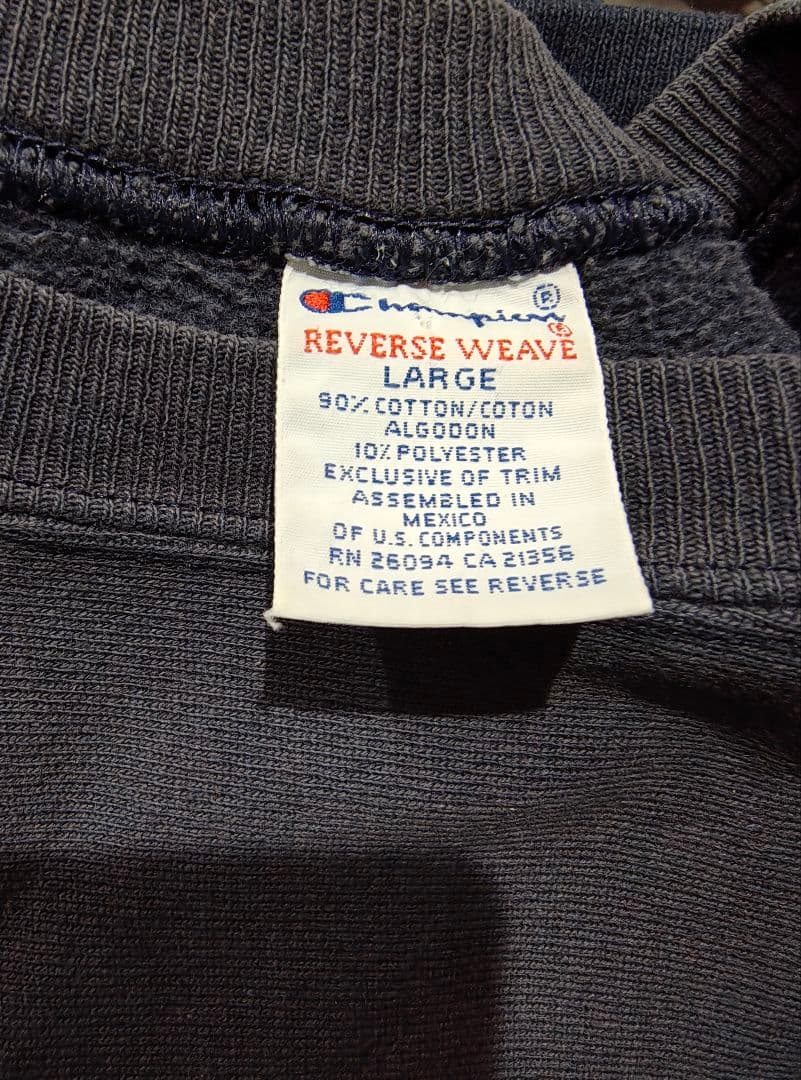 Champion®
REVERSE WEAVE®
LARGE
90% COTTON/COTON
ALGODON
10% POLYESTER
EXCLUSIVE OF TRIM
ASSEMBLED IN
MEXICO
OF U.S. COMPONENTS
RN 26094 CA 21356
FOR CARE SEE REVERSE